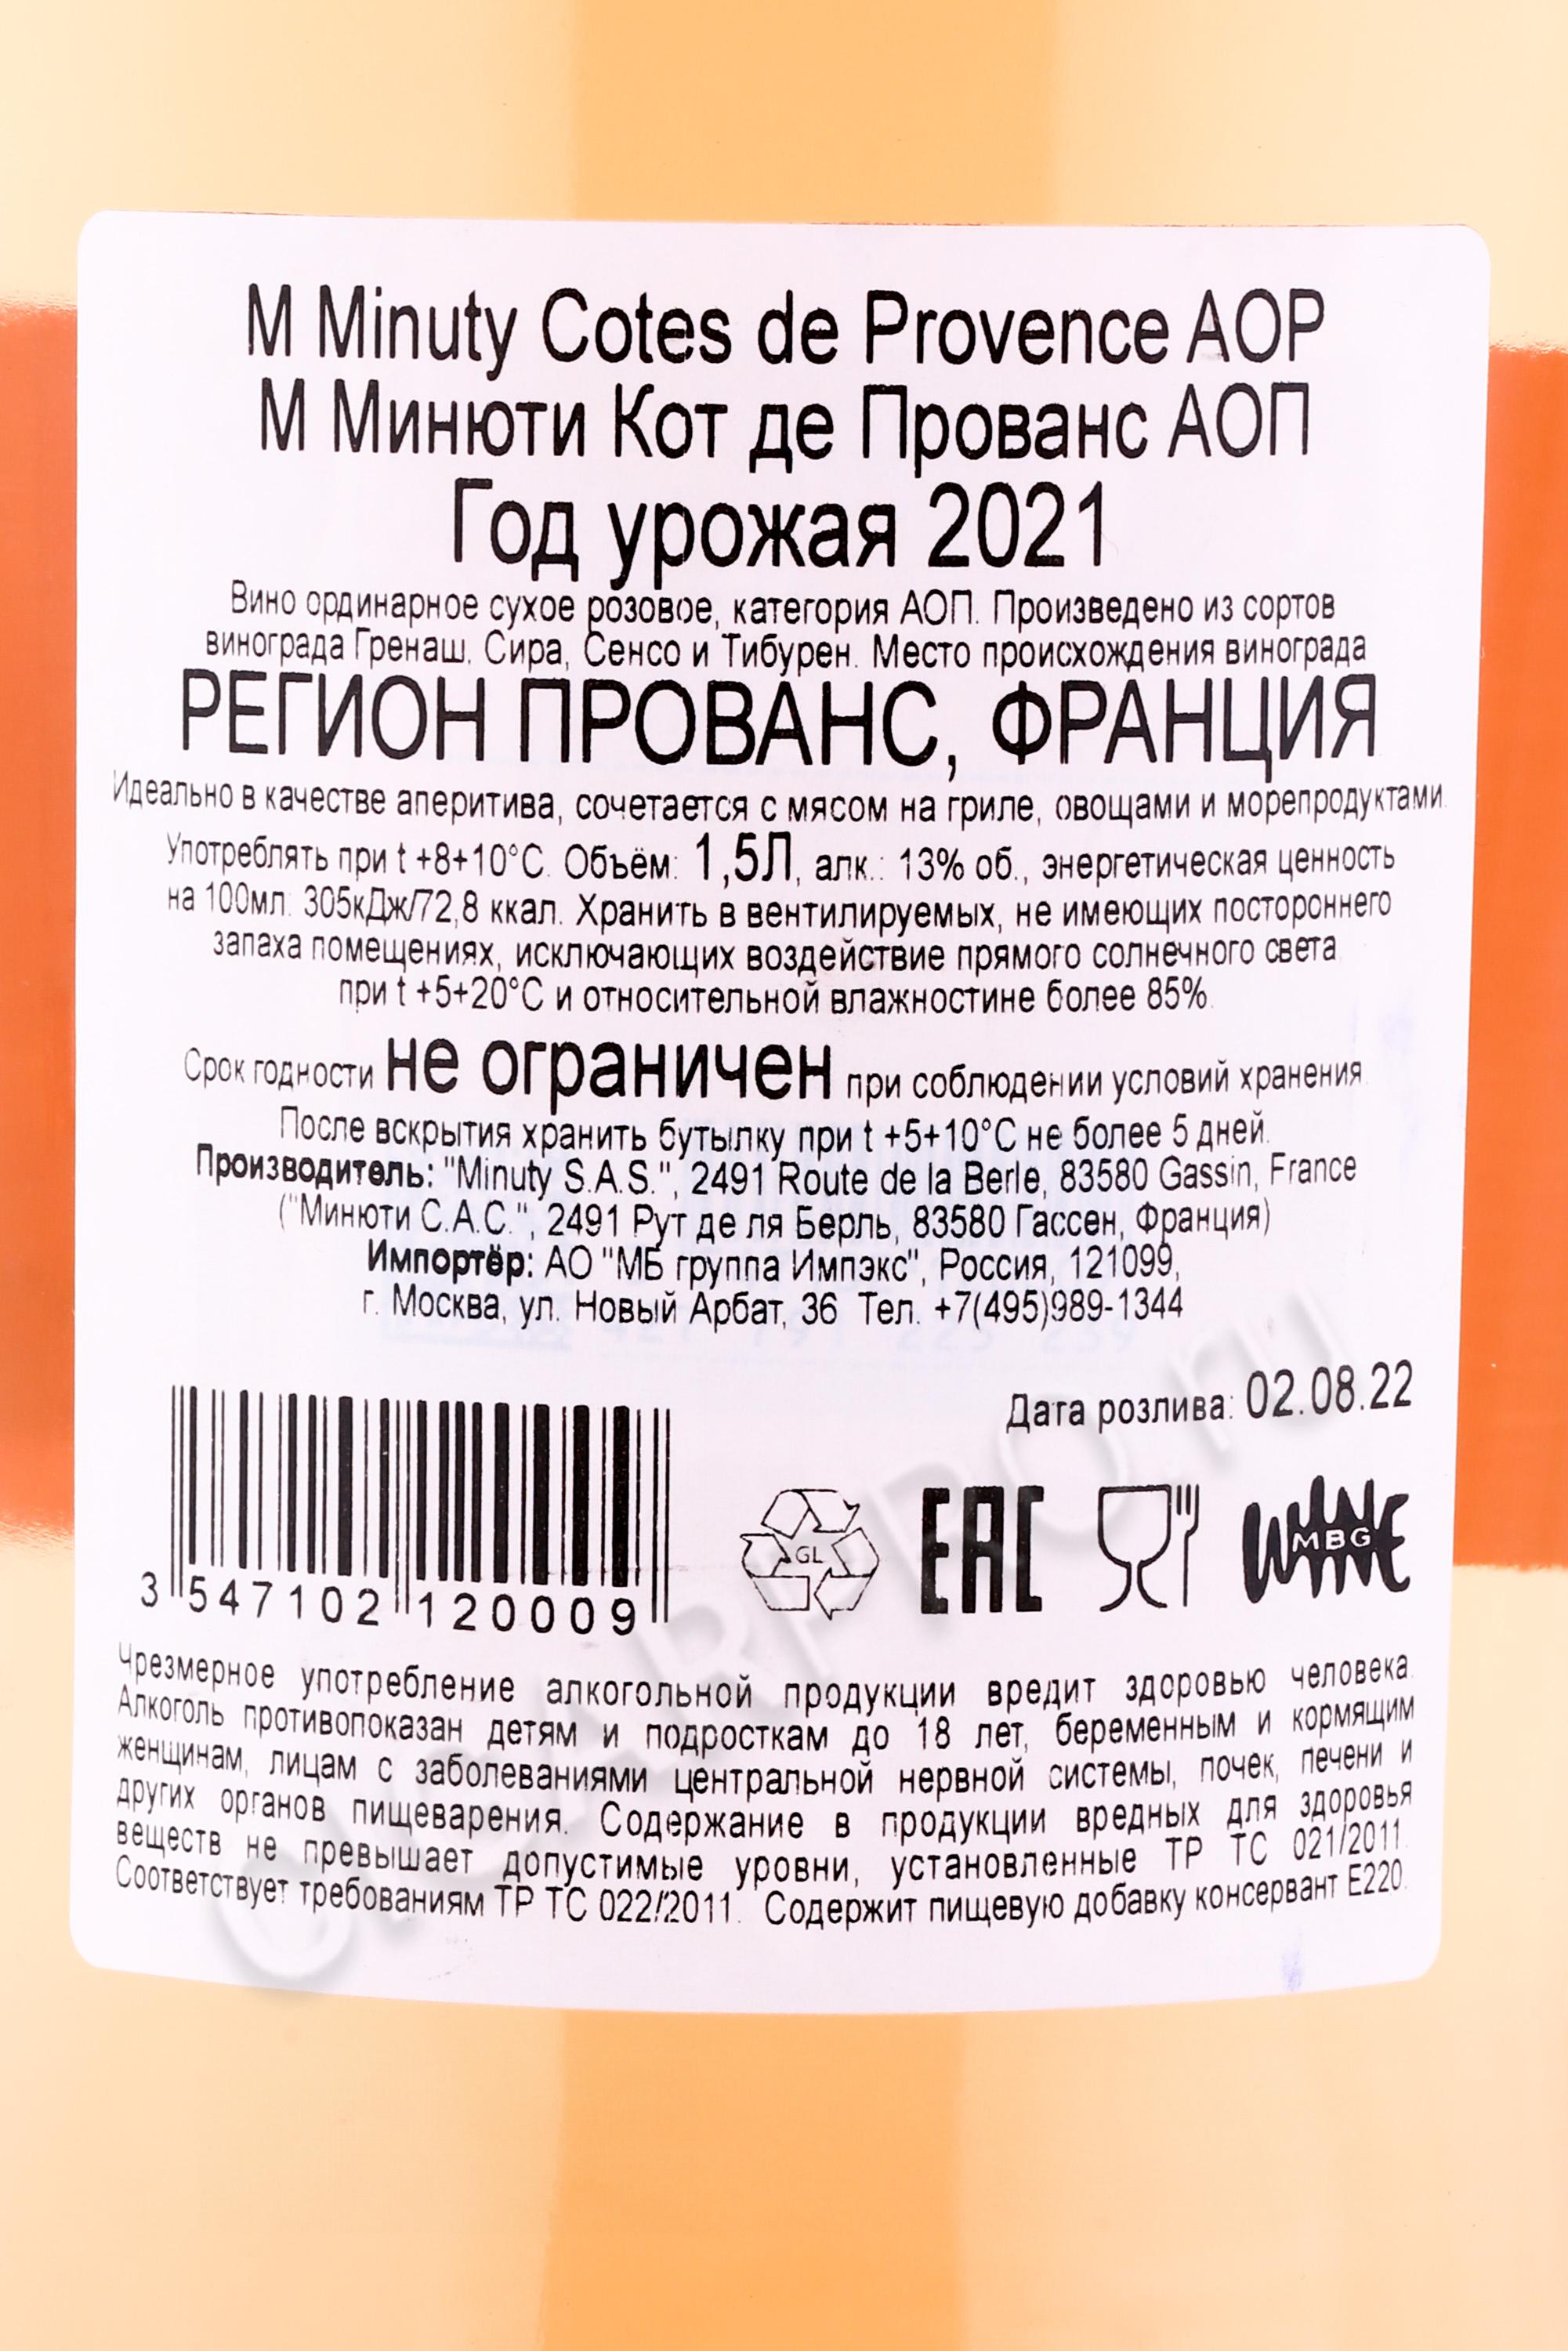 M Minuty Cotes de Provence AOP
М Минюти Кот де Прованс АОП
Год урожая 2021
Вино ординарное сухое розовое, категория АОП. Произведено из сортов
винограда Гренаш, Сира, Сенсо и Тибурен. Место происхождения винограда
РЕГИОН ПРОВАНС, ФРАНЦИЯ
Идеально в качестве аперитива, сочетается с мясом на гриле, овощами и морепродуктами.
Употреблять при t +8+10°С. Объём: 1,5Л, алк.: 13% об., энергетическая ценность
на 100мл: 305кДж/72,8 ккал. Хранить в вентилируемых, не имеющих постороннего
запаха помещениях, исключающих воздействие прямого солнечного света
при t +5+20°С и относительной влажностине более 85%.
Срок годности не ограничен при соблюдении условий хранения.
После вскрытия хранить бутылку при t +5+10°С не более 5 дней.
Производитель: "Minuty S.A.S.", 2491 Route de la Berle, 83580 Gassin, France
("Минюти С.А.С.", 2491 Рут де ля Берль, 83580 Гассен, Франция)
Импортёр: АО "МБ группа Импэкс", Россия, 121099,
г. Москва, ул. Новый Арбат, 36 Тел. +7(495)989-1344
Дата розлива: 02.08.22
3 547102 120009
GL
EAC
WINE
MBG
Чрезмерное употребление алкогольной продукции вредит здоровью человека.
Алкоголь противопоказан детям и подросткам до 18 лет, беременным и кормящим
женщинам, лицам с заболеваниями центральной нервной системы, почек, печени и
других органов пищеварения. Содержание в продукции вредных для здоровья
веществ не превышает допустимые уровни, установленные ТР ТС 021/2011.
Соответствует требованиям ТР ТС 022/2011. Содержит пищевую добавку консервант Е220.